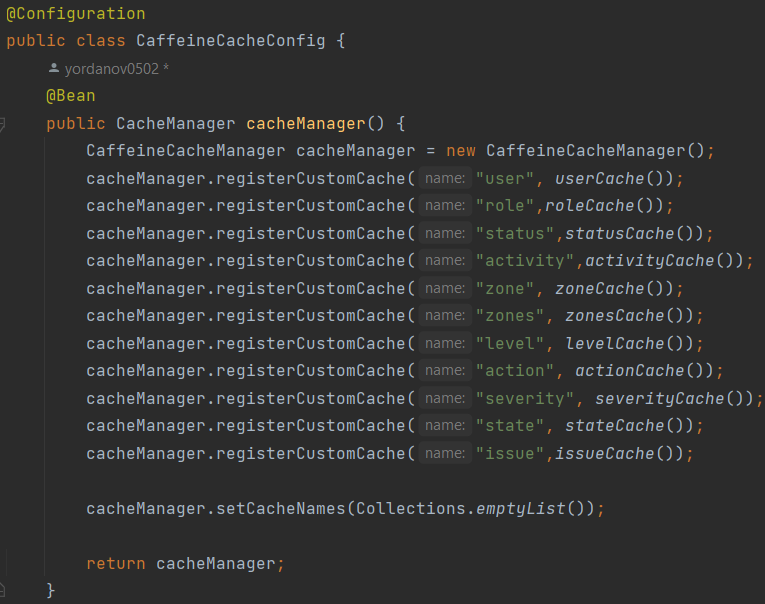 @Configuration
public class CaffeineCacheConfig {
yordanov0502 *
@Bean
public CacheManager cacheManager() {
CaffeineCacheManager cacheManager = new CaffeineCacheManager();
cacheManager.registerCustomCache( name: "user", userCache());
cacheManager.registerCustomCache( name: "role",roleCache());
cacheManager.registerCustomCache( name: "status",statusCache());
cacheManager.registerCustomCache( name: "activity",activityCache());
cacheManager.registerCustomCache( name: "zone", zoneCache());
cacheManager.registerCustomCache( name: "zones", zonesCache());
cacheManager.registerCustomCache( name: "level", levelCache());
cacheManager.registerCustomCache( name: "action", actionCache());
cacheManager.registerCustomCache( name: "severity", severityCache());
cacheManager.registerCustomCache( name: "state", stateCache());
cacheManager.registerCustomCache( name: "issue",issueCache());
cacheManager.setCacheNames(Collections.emptyList());
return cacheManager;
}